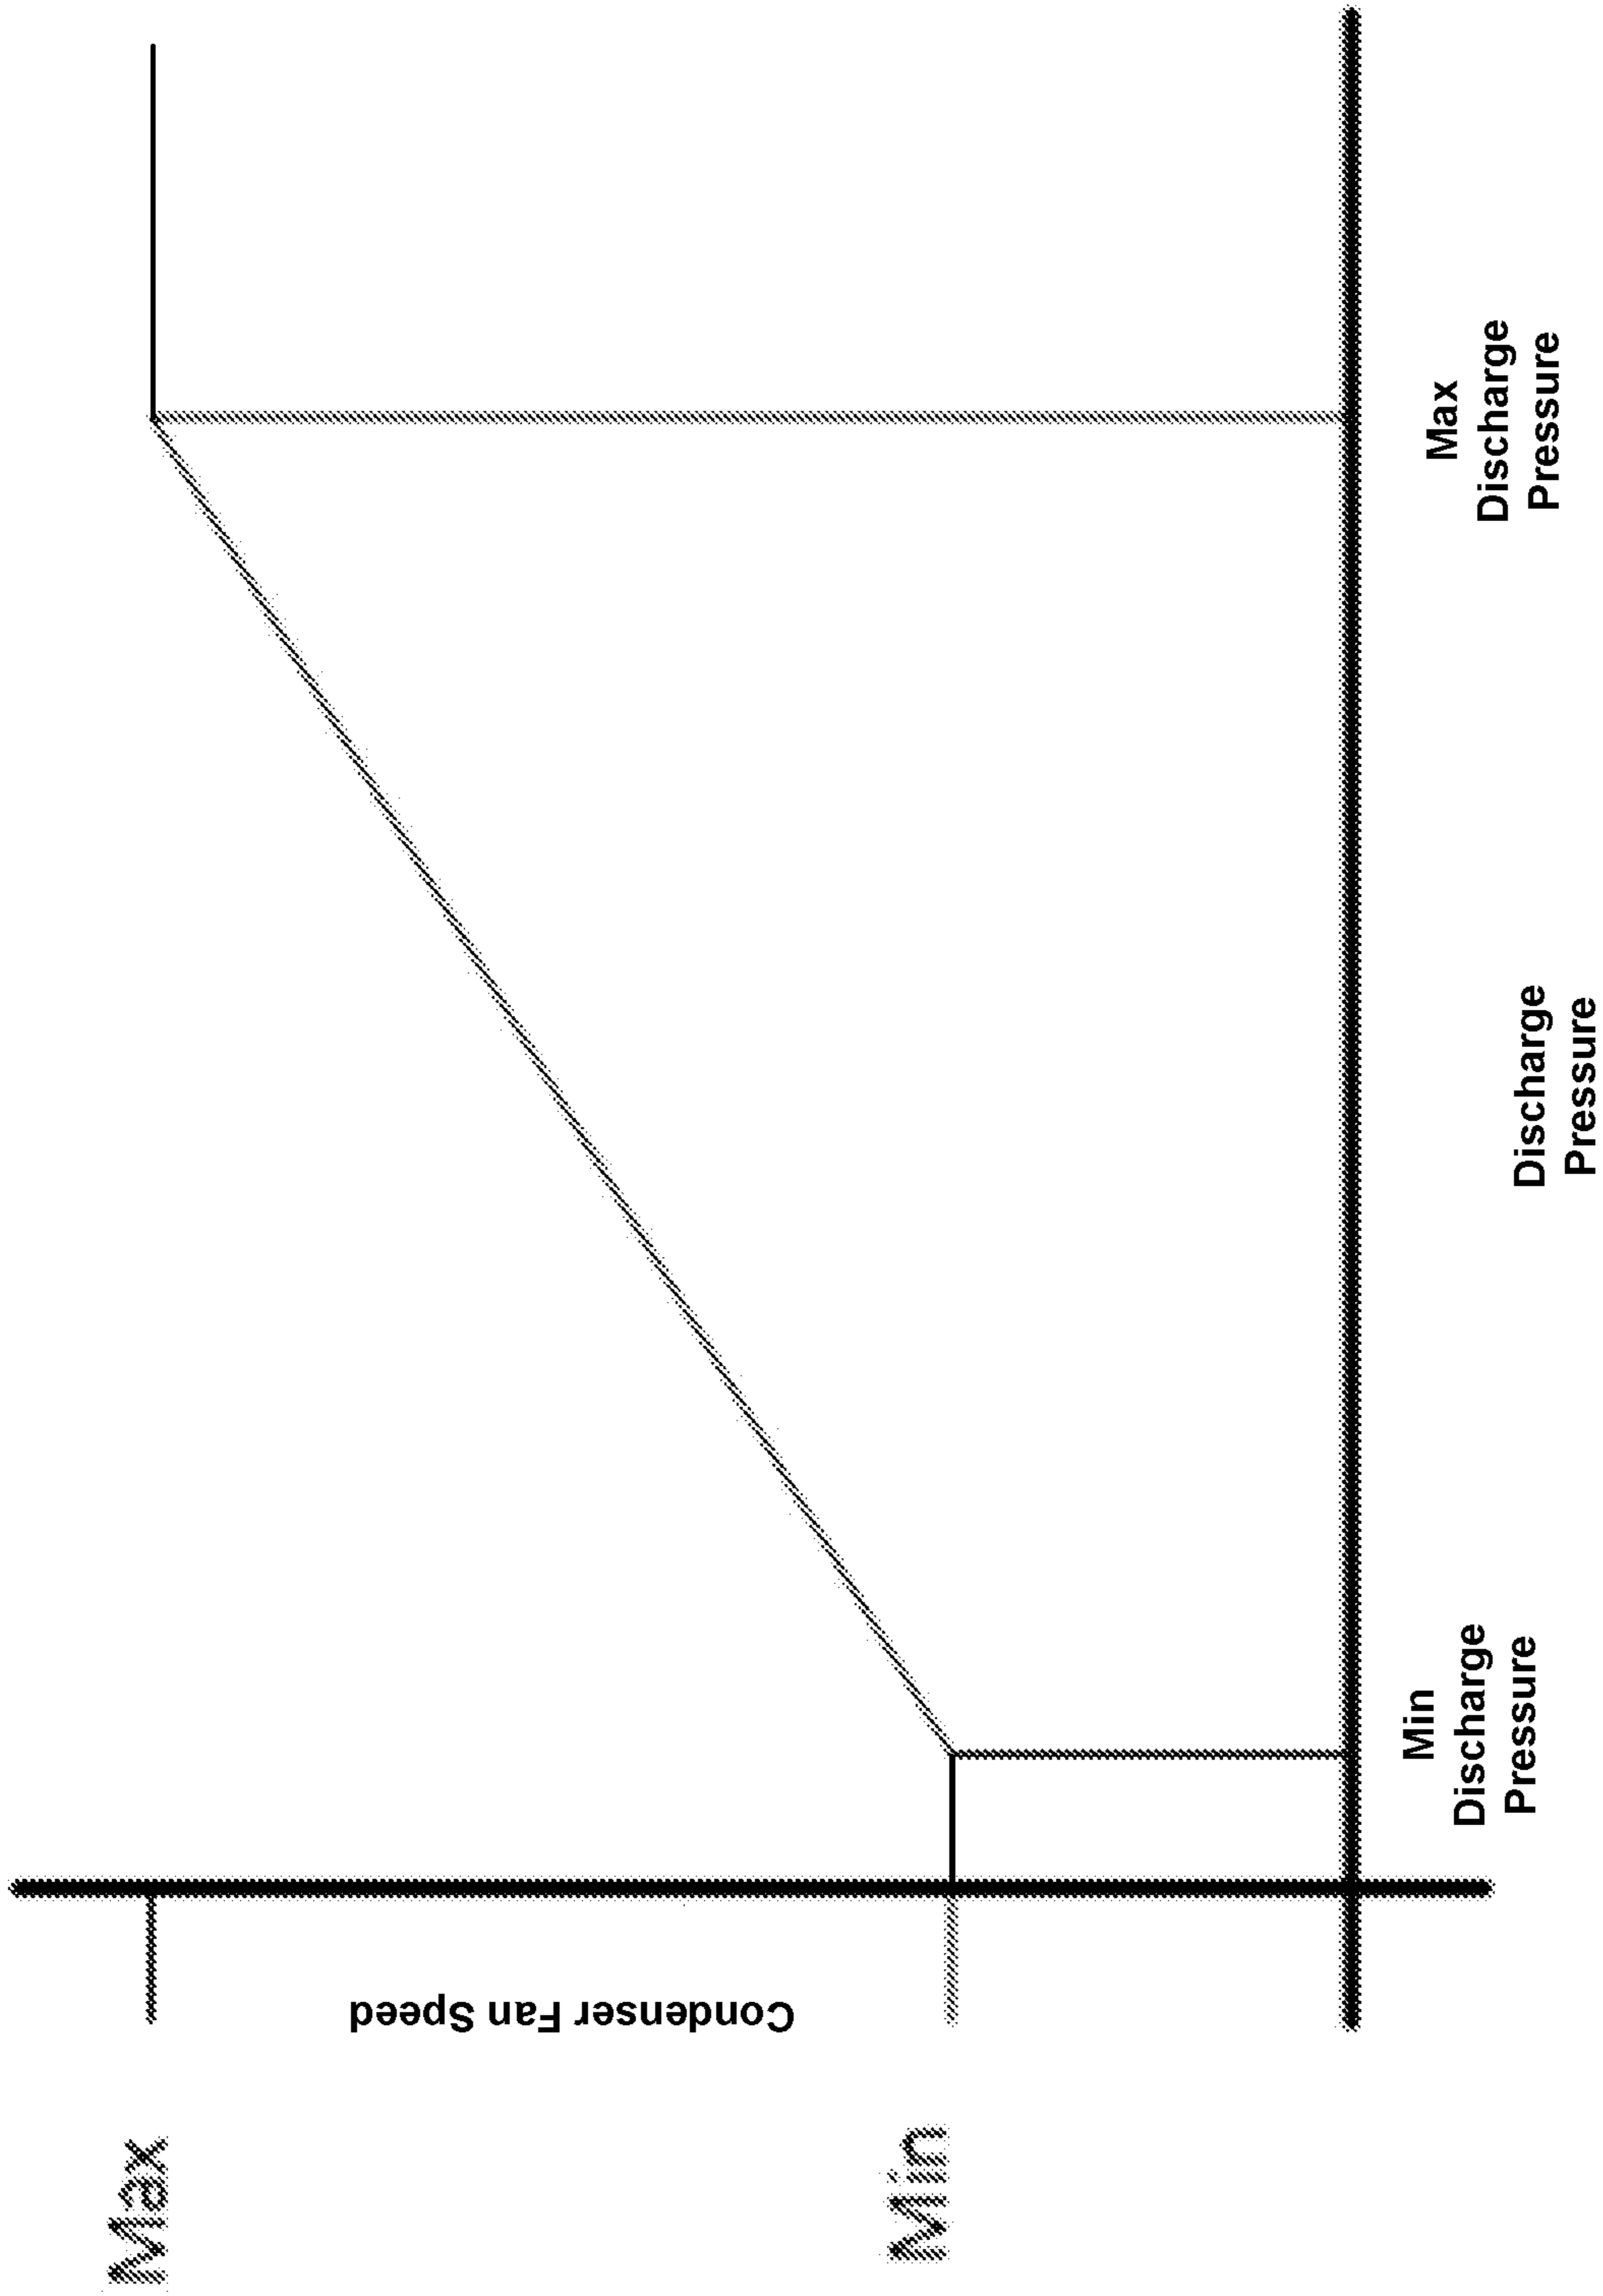 Max
Condenser Fan Speed
Min
Min
Discharge
Pressure
Discharge
Pressure
Max
Discharge
Pressure